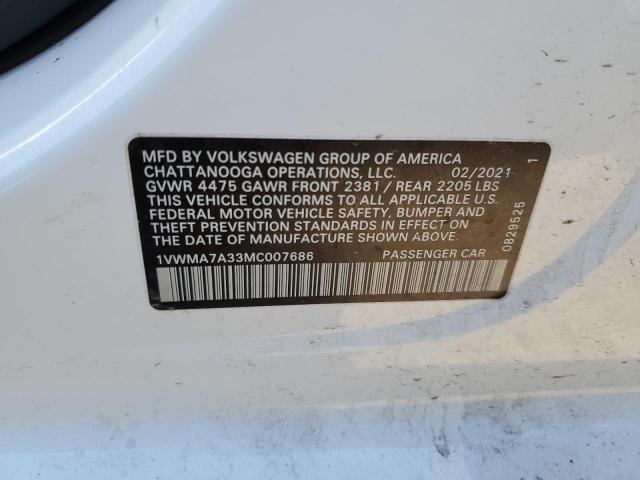 MFD BY VOLKSWAGEN GROUP OF AMERICA
CHATTANOOGA OPERATIONS, LLC. 02/2021
GVWR 4475 GAWR FRONT 2381 / REAR 2205 LBS
THIS VEHICLE CONFORMS TO ALL APPLICABLE U.S.
FEDERAL MOTOR VEHICLE SAFETY, BUMPER AND
THEFT PREVENTION STANDARDS IN EFFECT ON
THE DATE OF MANUFACTURE SHOWN ABOVE.
1VWMA7A33MC007686 PASSENGER CAR
0829525 1